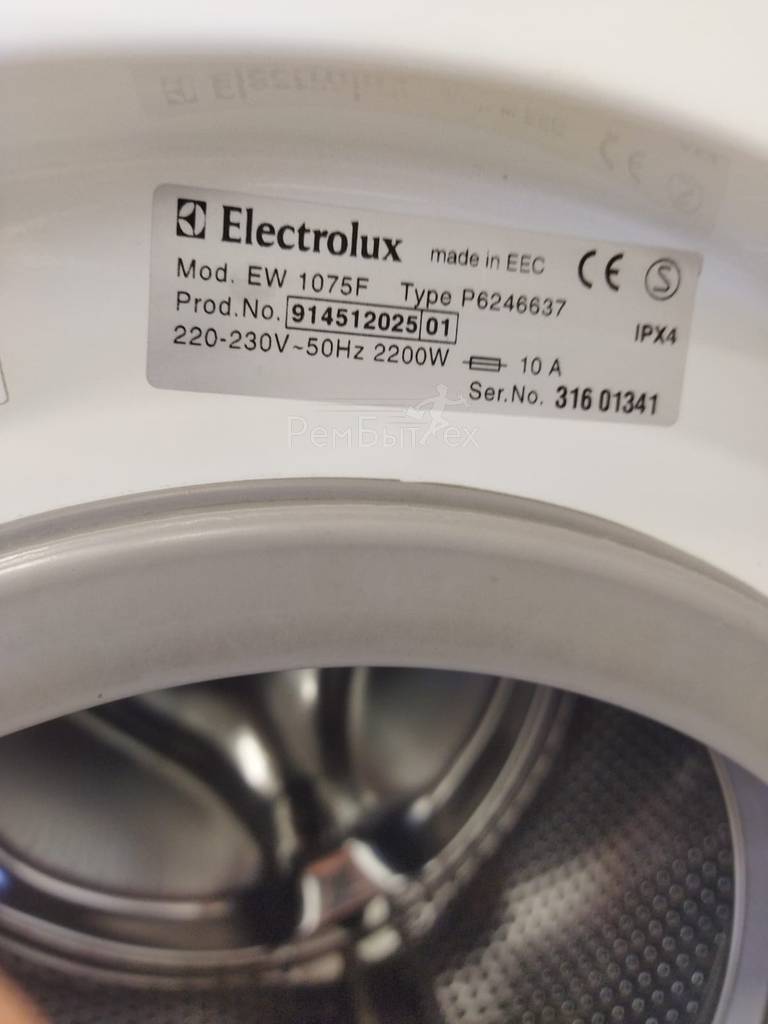 Electrolux made in EEC CE S
Mod. EW 1075F Type P6246637
Prod.No. 914512025 01 IPX4
220-230V~50Hz 2200W 10 A
Ser.No. 316 01341
РемБытТех